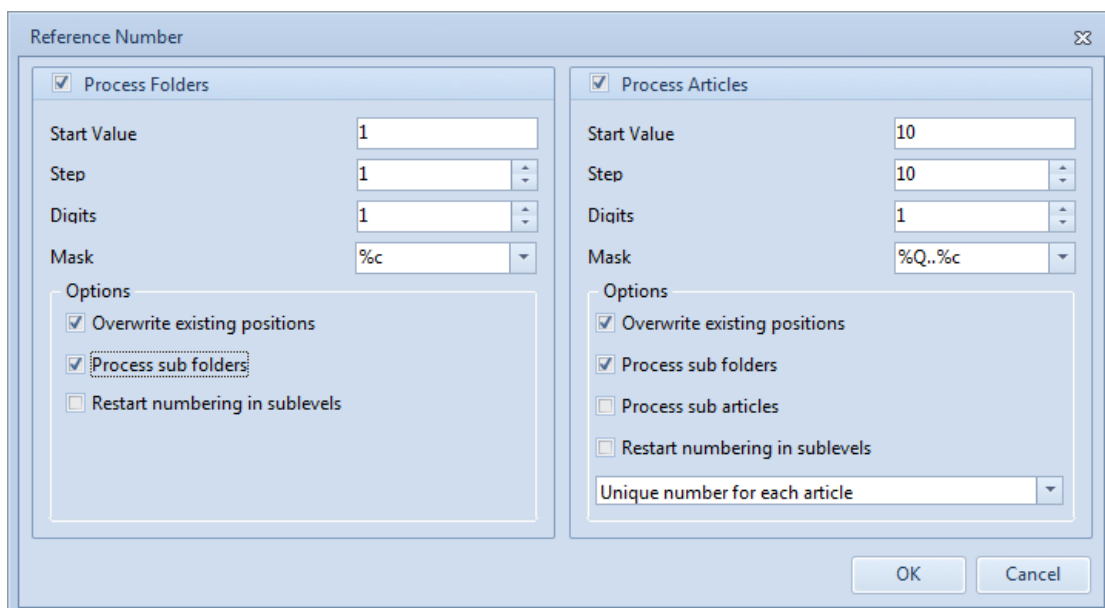 Reference Number
Process Folders
Start Value 1
Step 1
Digits 1
Mask %c
Options
Overwrite existing positions
Process sub folders
Restart numbering in sublevels
Process Articles
Start Value 10
Step 10
Digits 1
Mask %Q..%c
Options
Overwrite existing positions
Process sub folders
Process sub articles
Restart numbering in sublevels
Unique number for each article
OK Cancel